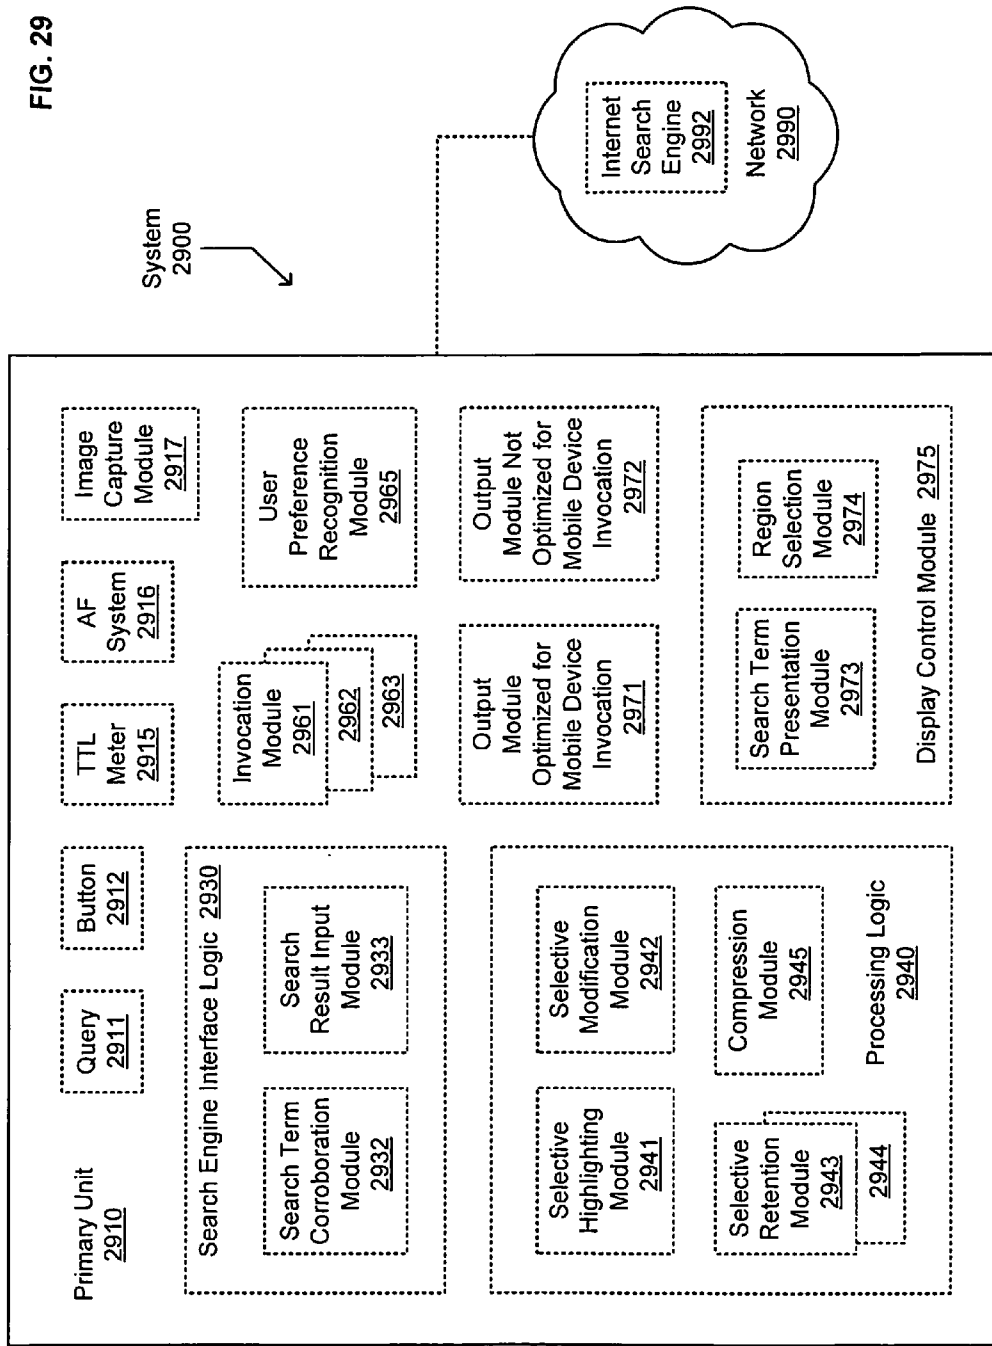 FIG. 29
System
2900
Primary Unit
2910
Query
2911
Button
2912
TTL
Meter
2915
AF
System
2916
Image
Capture
Module
2917
Search Engine Interface Logic 2930
Search Term
Corroboration
Module
2932
Search
Result Input
Module
2933
Invocation
Module
2961
2962
2963
User
Preference
Recognition
Module
2965
Selective
Highlighting
Module
2941
Selective
Modification
Module
2942
Selective
Retention
Module
2943
2944
Compression
Module
2945
Processing Logic
2940
Output
Module
Optimized for
Mobile Device
Invocation
2971
Output
Module Not
Optimized for
Mobile Device
Invocation
2972
Search Term
Presentation
Module
2973
Region
Selection
Module
2974
Display Control Module 2975
Internet
Search
Engine
2992
Network
2990